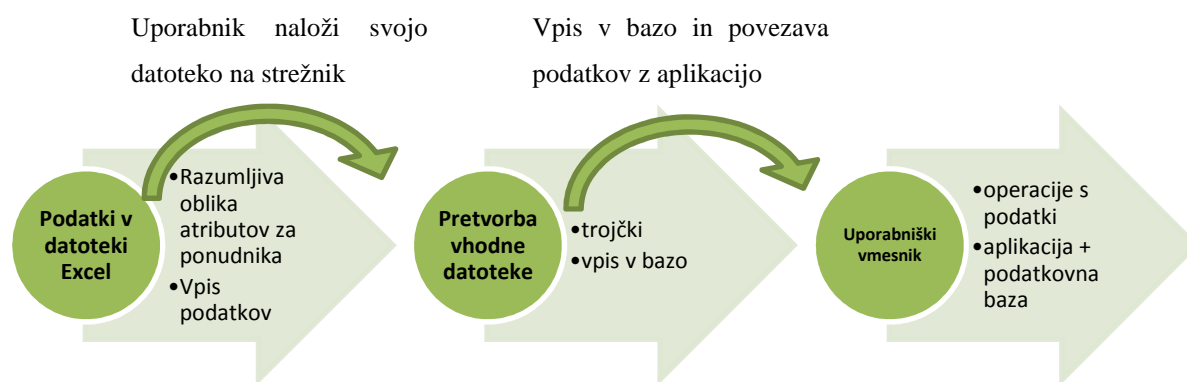 Uporabnik naloži svojo
datoteko na strežnik
Vpis v bazo in povezava
podatkov z aplikacijo
Podatki v
datoteki
Excel
•Razumljiva
oblika
atributov za
ponudnika
•Vpis
podatkov
Pretvorba
vhodne
datoteke
•trojčki
•vpis v bazo
Uporabniški
vmesnik
•operacije s
podatki
•aplikacija +
podatkovna
baza